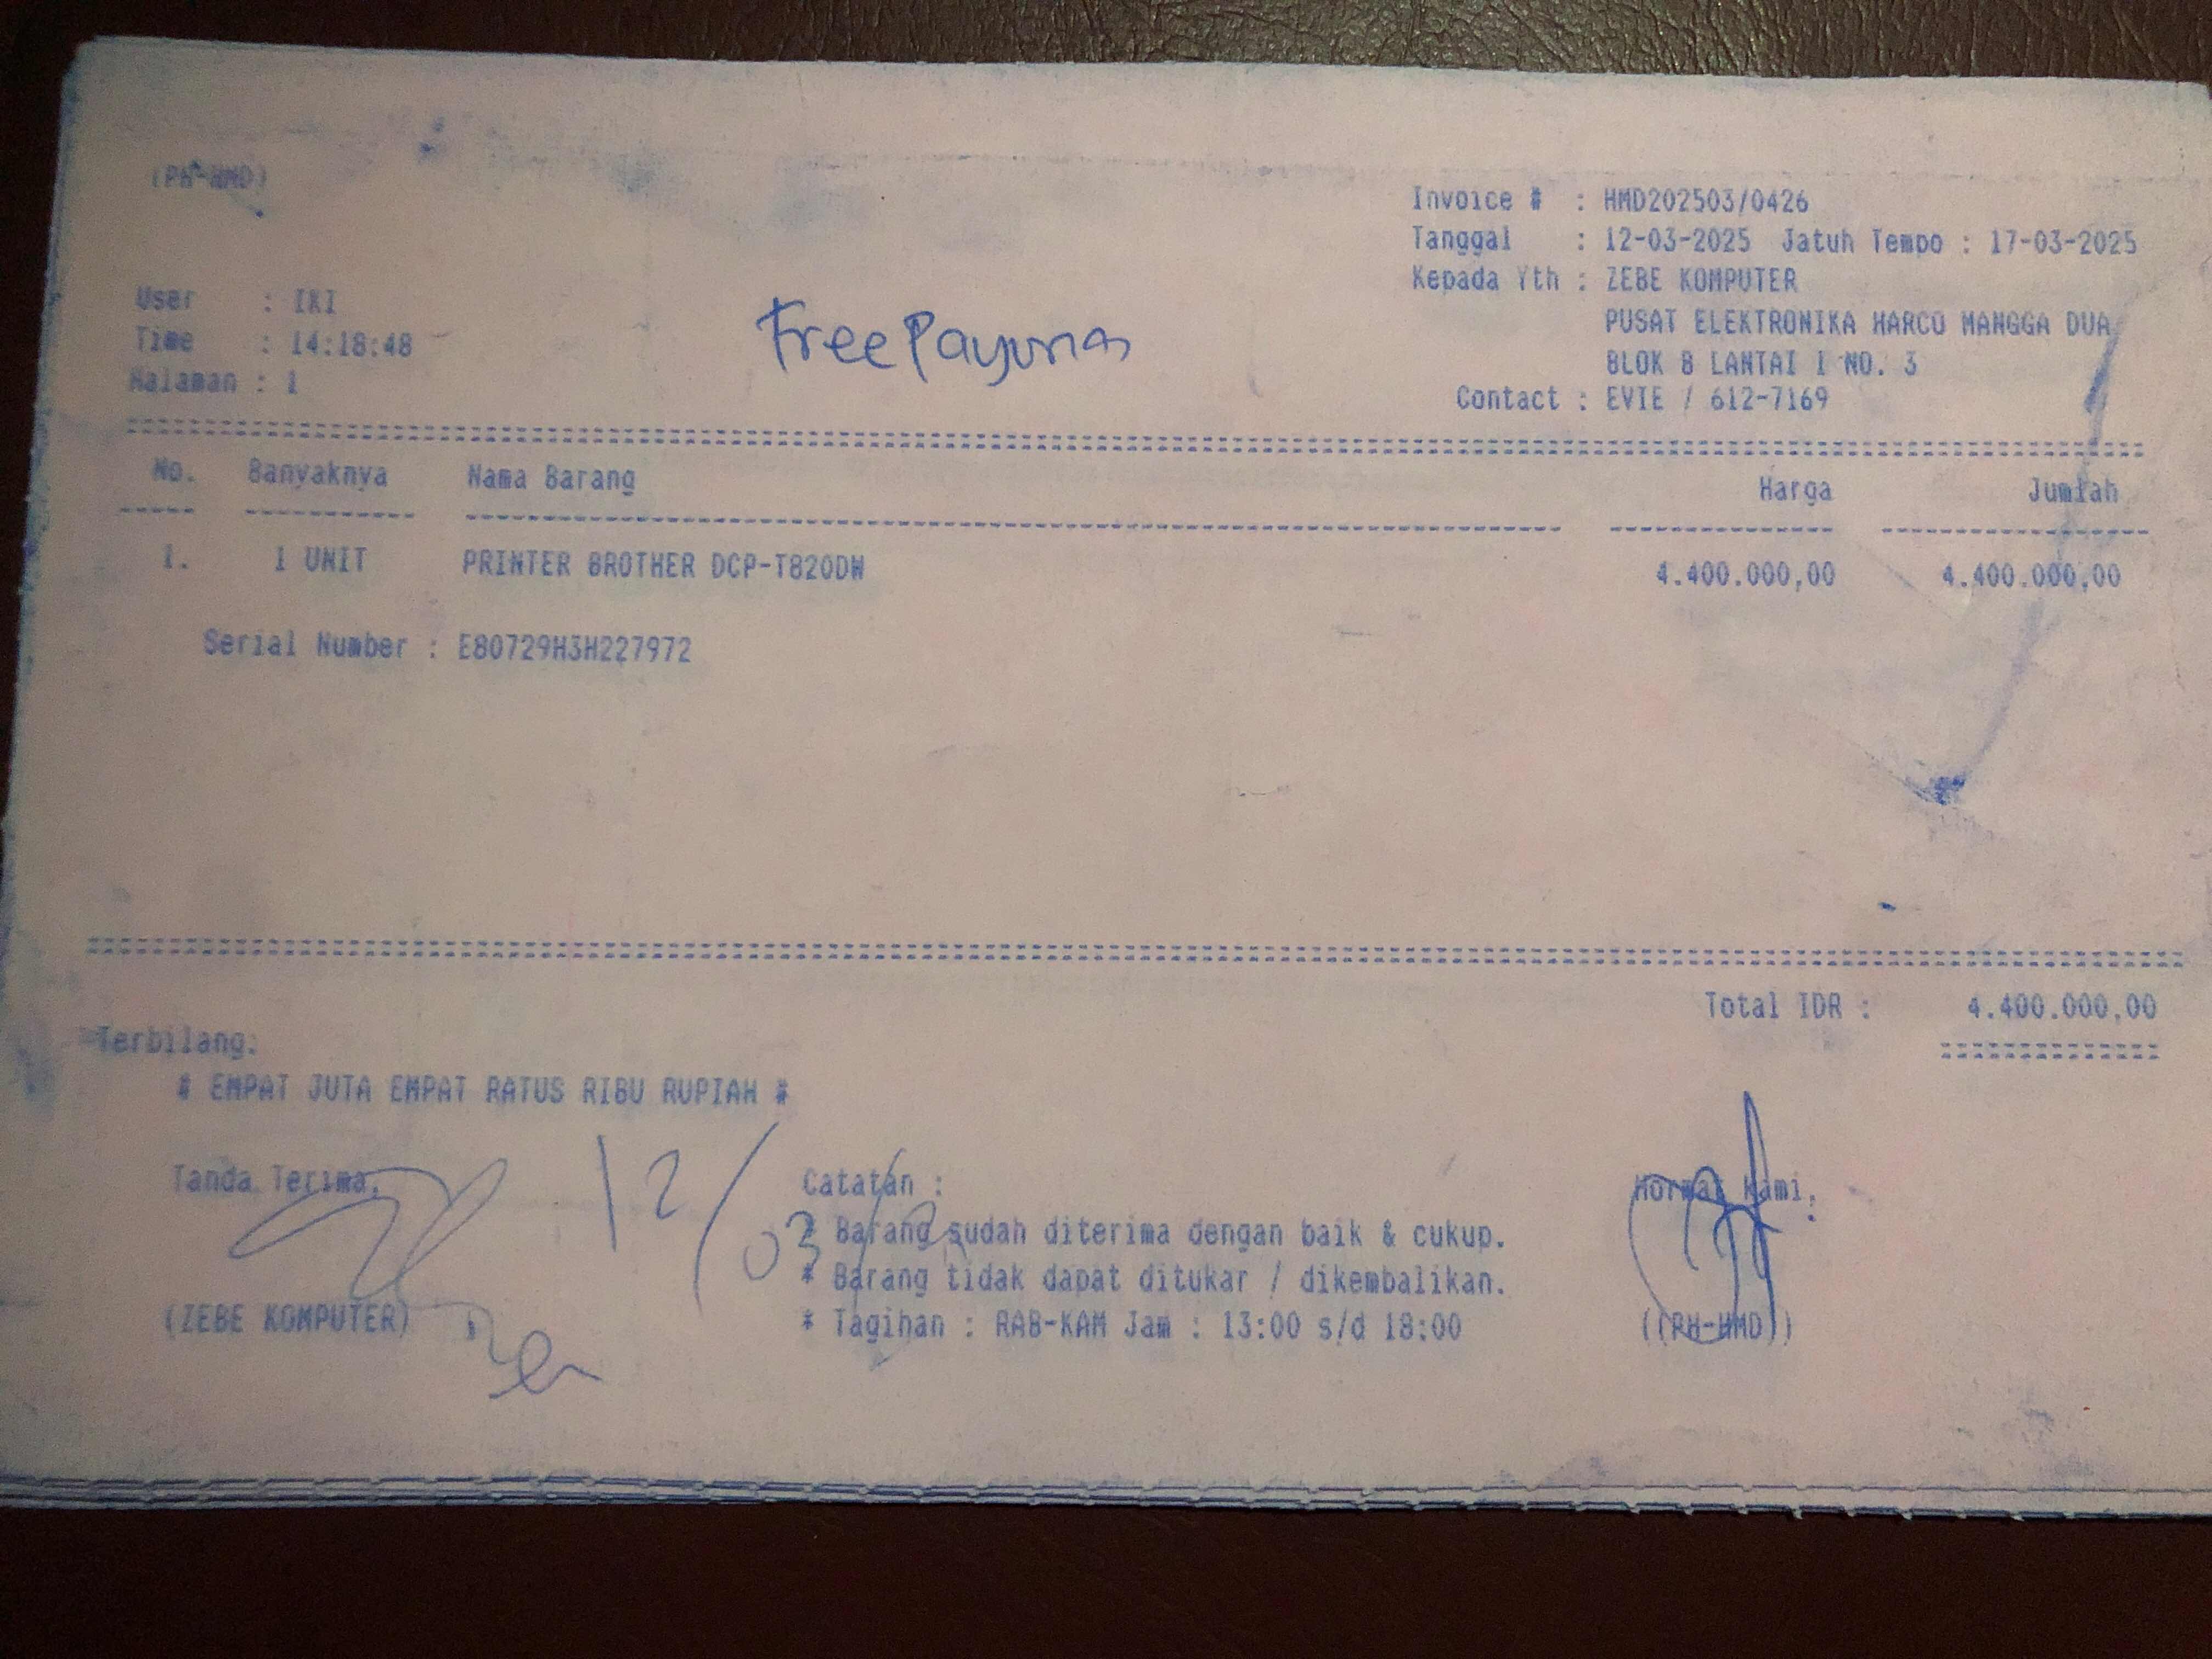 (PH-HMD)
Invoice # : HMD202503/0426
Tanggal : 12-03-2025 Jatuh Tempo : 17-03-2025
Kepada Yth : ZEBE KOMPUTER
PUSAT ELEKTRONIKA HARCO MANGGA DUA
BLOK B LANTAI 1 NO. 3
Contact : EVIE / 612-7169
User : IKI
Time : 14:18:48
Halaman : 1
Free Payung
No. Banyaknya Nama Barang Harga Jumlah
1. 1 UNIT PRINTER BROTHER DCP-T820DW 4.400.000,00 4.400.000,00
Serial Number : E80729H3H227972
Total IDR : 4.400.000,00
Terbilang:
# EMPAT JUTA EMPAT RATUS RIBU RUPIAH #
Tanda Terima,
12/03
(ZEBE KOMPUTER)
Catatan :
* Barang sudah diterima dengan baik & cukup.
* Barang tidak dapat ditukar / dikembalikan.
* Tagihan : RAB-KAM Jam : 13:00 s/d 18:00
Hormat Kami,
((PH-HMD))